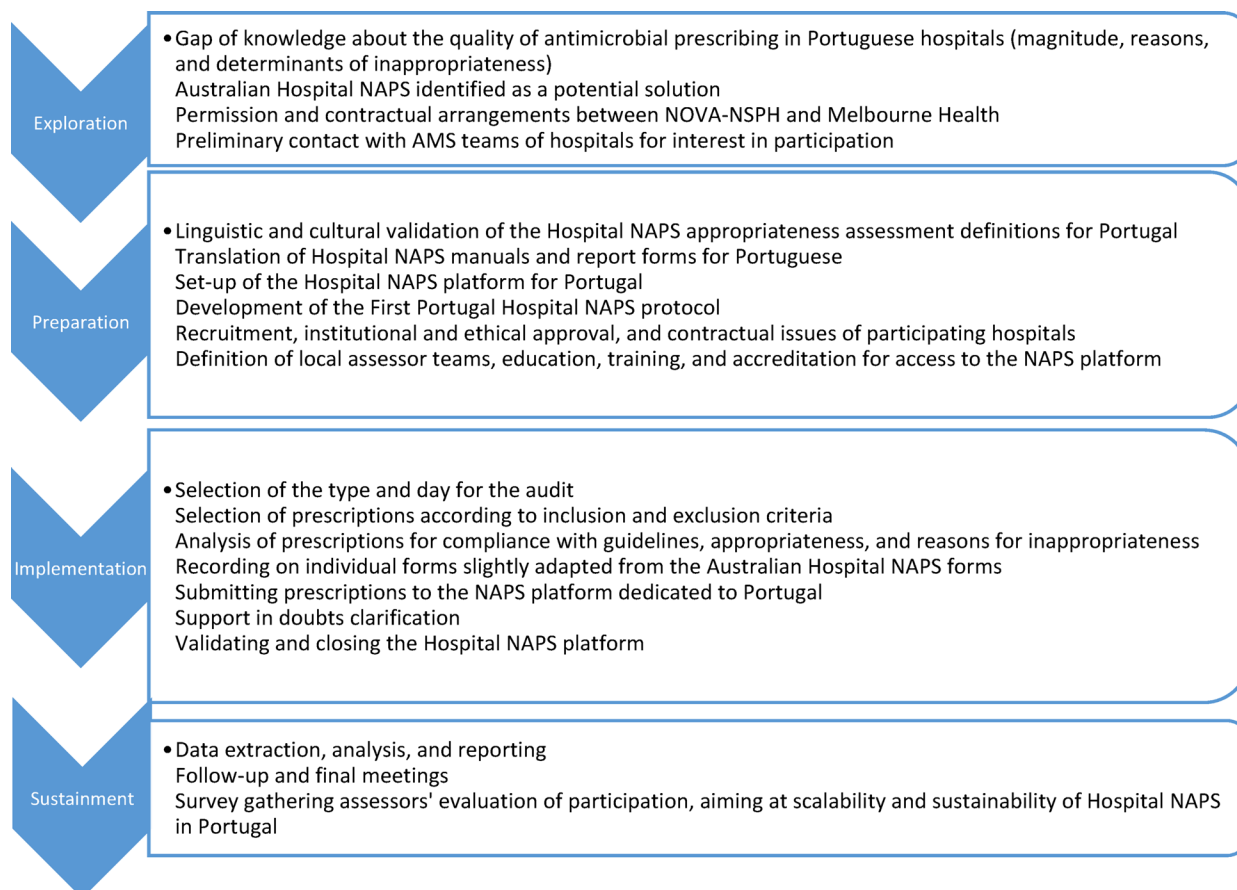 Exploration
•Gap of knowledge about the quality of antimicrobial prescribing in Portuguese hospitals (magnitude, reasons,
and determinants of inappropriateness)
Australian Hospital NAPS identified as a potential solution
Permission and contractual arrangements between NOVA-NSPH and Melbourne Health
Preliminary contact with AMS teams of hospitals for interest in participation
Preparation
•Linguistic and cultural validation of the Hospital NAPS appropriateness assessment definitions for Portugal
Translation of Hospital NAPS manuals and report forms for Portuguese
Set-up of the Hospital NAPS platform for Portugal
Development of the First Portugal Hospital NAPS protocol
Recruitment, institutional and ethical approval, and contractual issues of participating hospitals
Definition of local assessor teams, education, training, and accreditation for access to the NAPS platform
Implementation
•Selection of the type and day for the audit
Selection of prescriptions according to inclusion and exclusion criteria
Analysis of prescriptions for compliance with guidelines, appropriateness, and reasons for inappropriateness
Recording on individual forms slightly adapted from the Australian Hospital NAPS forms
Submitting prescriptions to the NAPS platform dedicated to Portugal
Support in doubts clarification
Validating and closing the Hospital NAPS platform
Sustainment
•Data extraction, analysis, and reporting
Follow-up and final meetings
Survey gathering assessors' evaluation of participation, aiming at scalability and sustainability of Hospital NAPS
in Portugal